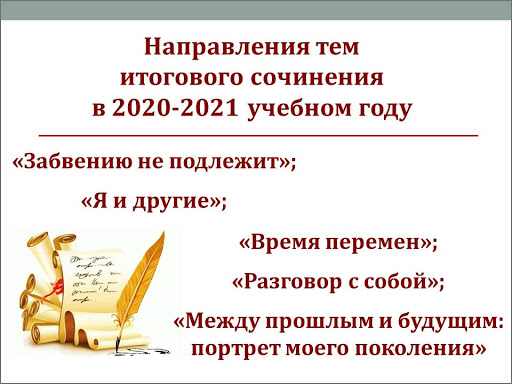 Направления тем
итогового сочинения
в 2020-2021 учебном году
«Забвению не подлежит»;
«Я и другие»;
«Время перемен»;
«Разговор с собой»;
«Между прошлым и будущим:
портрет моего поколения»